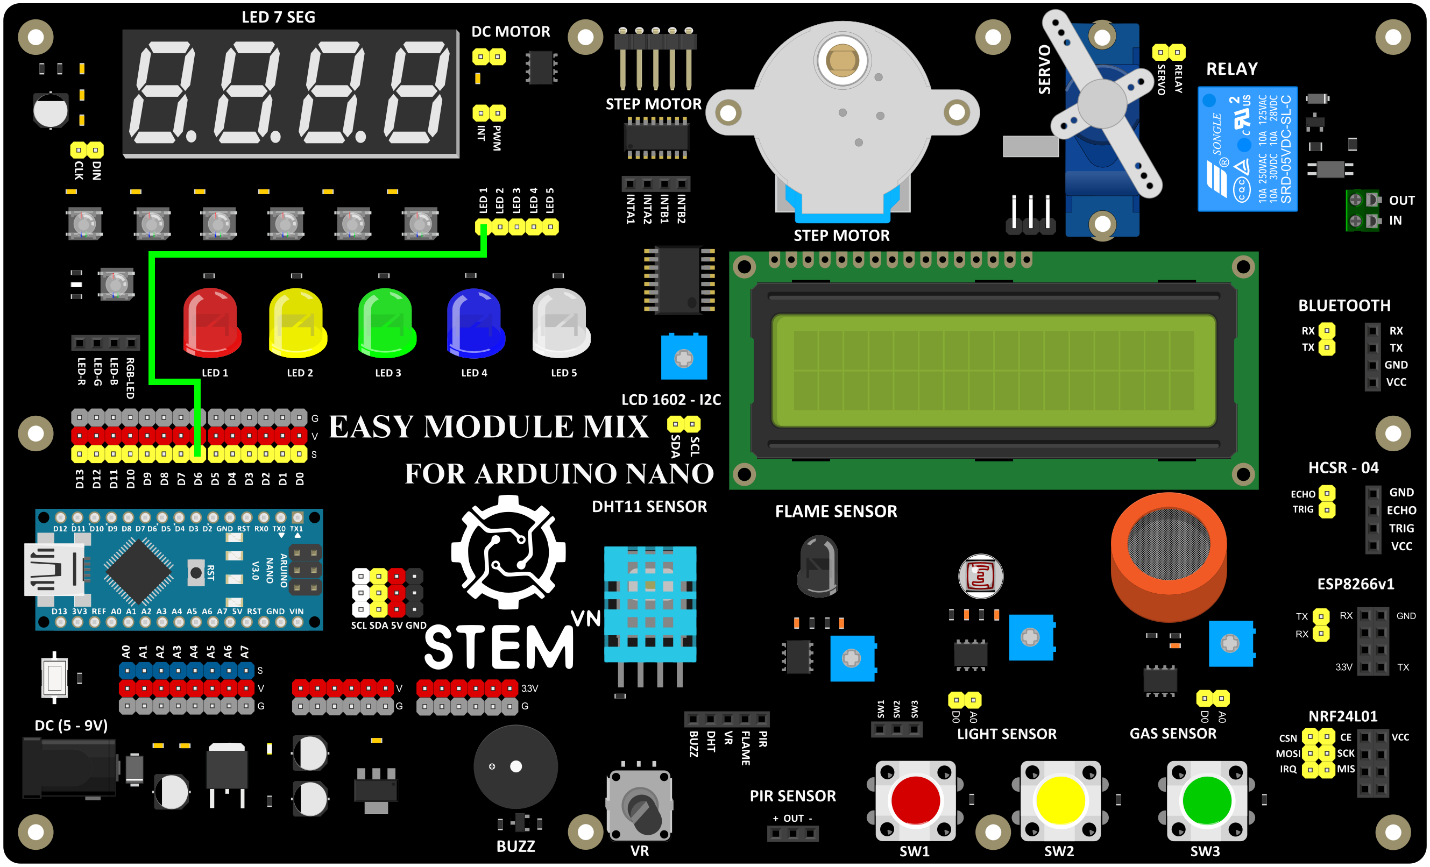 LED 7 SEG
DC MOTOR
INT
PWM
CLK
DIN
STEP MOTOR
INTA1
INTA2
INTB1
INTB2
STEP MOTOR
SERVO
SERVO
RELAY
RELAY
SONGLE
10A 250VAC 10A 125VAC
10A 30VDC 10A 28VDC
SRD-05VDC-SL-C
OUT
IN
LED 1
LED 2
LED 3
LED 4
LED 5
LED 1
LED 2
LED 3
LED 4
LED 5
LED-R
LED-G
LED-B
RGB-LED
LCD 1602 - I2C
SDA
SCL
BLUETOOTH
RX
TX
RX
TX
GND
VCC
G
V
S
D13 D12 D11 D10 D9 D8 D7 D6 D5 D4 D3 D2 D1 D0
EASY MODULE MIX
FOR ARDUINO NANO
HCSR - 04
ECHO
TRIG
GND
ECHO
TRIG
VCC
DHT11 SENSOR
FLAME SENSOR
D12 D11 D10 D9 D8 D7 D6 D5 D4 D3 D2 GND RST RX0 TX1
TX0
RST
ARUINO
NANO
V3.0
D13 3V3 REF A0 A1 A2 A3 A4 A5 A6 A7 5V RST GND VIN
SCL SDA 5V GND
STEM
VN
ESP8266v1
TX
RX
RX
GND
3.3V
TX
A0 A1 A2 A3 A4 A5 A6 A7
S
V
G
V
G
3.3V
G
DC (5 - 9V)
BUZZ
DHT
VR
FLAME
PIR
SW1
SW2
SW3
D0
A0
LIGHT SENSOR
D0
A0
GAS SENSOR
NRF24L01
CSN
MOSI
IRQ
CE
SCK
MIS
VCC
PIR SENSOR
+ OUT -
BUZZ
VR
SW1
SW2
SW3